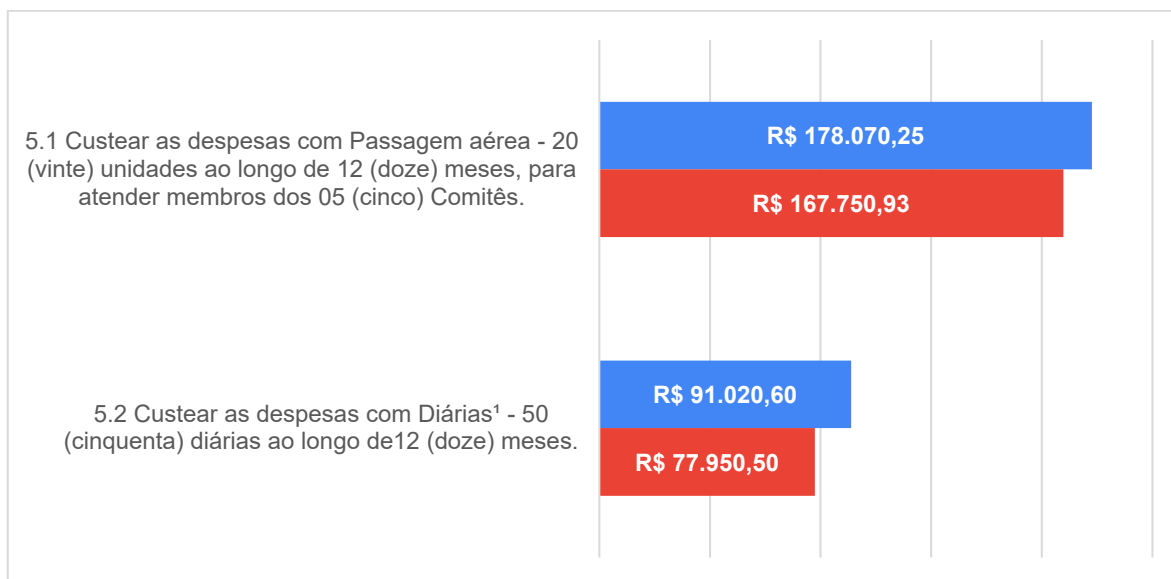 5.1 Custear as despesas com Passagem aérea - 20
(vinte) unidades ao longo de 12 (doze) meses, para
atender membros dos 05 (cinco) Comitês.
R$ 178.070,25
R$ 167.750,93
5.2 Custear as despesas com Diárias¹ - 50
(cinquenta) diárias ao longo de12 (doze) meses.
R$ 91.020,60
R$ 77.950,50